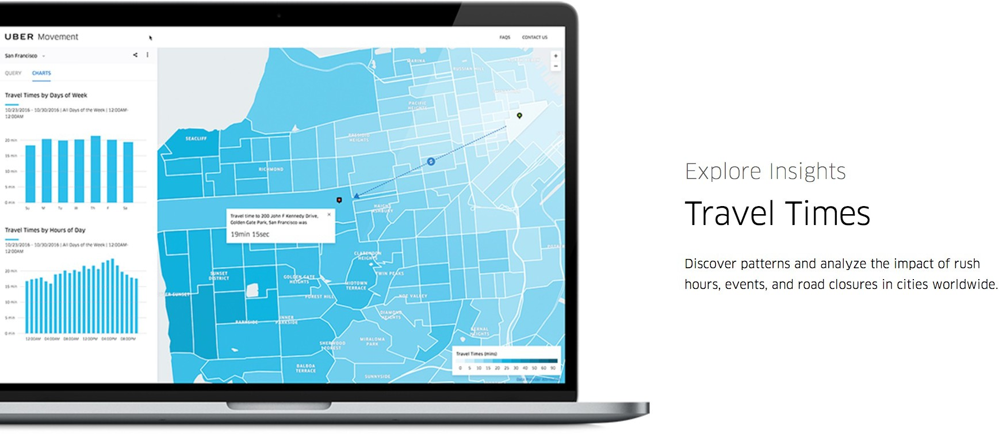 UBER Movement
FAQS
CONTACT US
San Francisco
QUERY
CHARTS
Travel Times by Days of Week
10/23/2016 - 10/30/2016 | All Days of the Week | 12:00AM-
12:00AM
20 min
15 min
10 min
5 min
0 min
Su
M
Tu
W
Th
F
Sa
Travel Times by Hours of Day
10/23/2016 - 10/30/2016 | All Days of the Week | 12:00AM-
12:00AM
20 min
15 min
10 min
5 min
0 min
12:00AM
04:00AM
08:00AM
12:00PM
04:00PM
08:00PM
MARINA
RUSSIAN HILL
NORTH BEACH
PACIFIC
HEIGHTS
SEACLIFF
PRESIDIO
HEIGHTS
RICHMOND
HAIGHT
ASHBURY
Travel time to 200 John F Kennedy Drive,
Golden Gate Park, San Francisco was
19min 15sec
CLARENDON
HEIGHTS
SUNSET
DISTRICT
GOLDEN GATE
HEIGHTS
TWIN PEAKS
MIDTOWN
TERRACE
FOREST HILL
NOE VALLEY
PARKSIDE
INNER
PARKSIDE
DIAMOND
HEIGHTS
BERNAL
HEIGHTS
SHERWOOD
FOREST
MIRALOMA
PARK
BALBOA
TERRACE
SUNNYSIDE
Travel Times (mins)
0 5 10 15 20 25 30 40 50 60 90
Explore Insights
Travel Times
Discover patterns and analyze the impact of rush
hours, events, and road closures in cities worldwide.